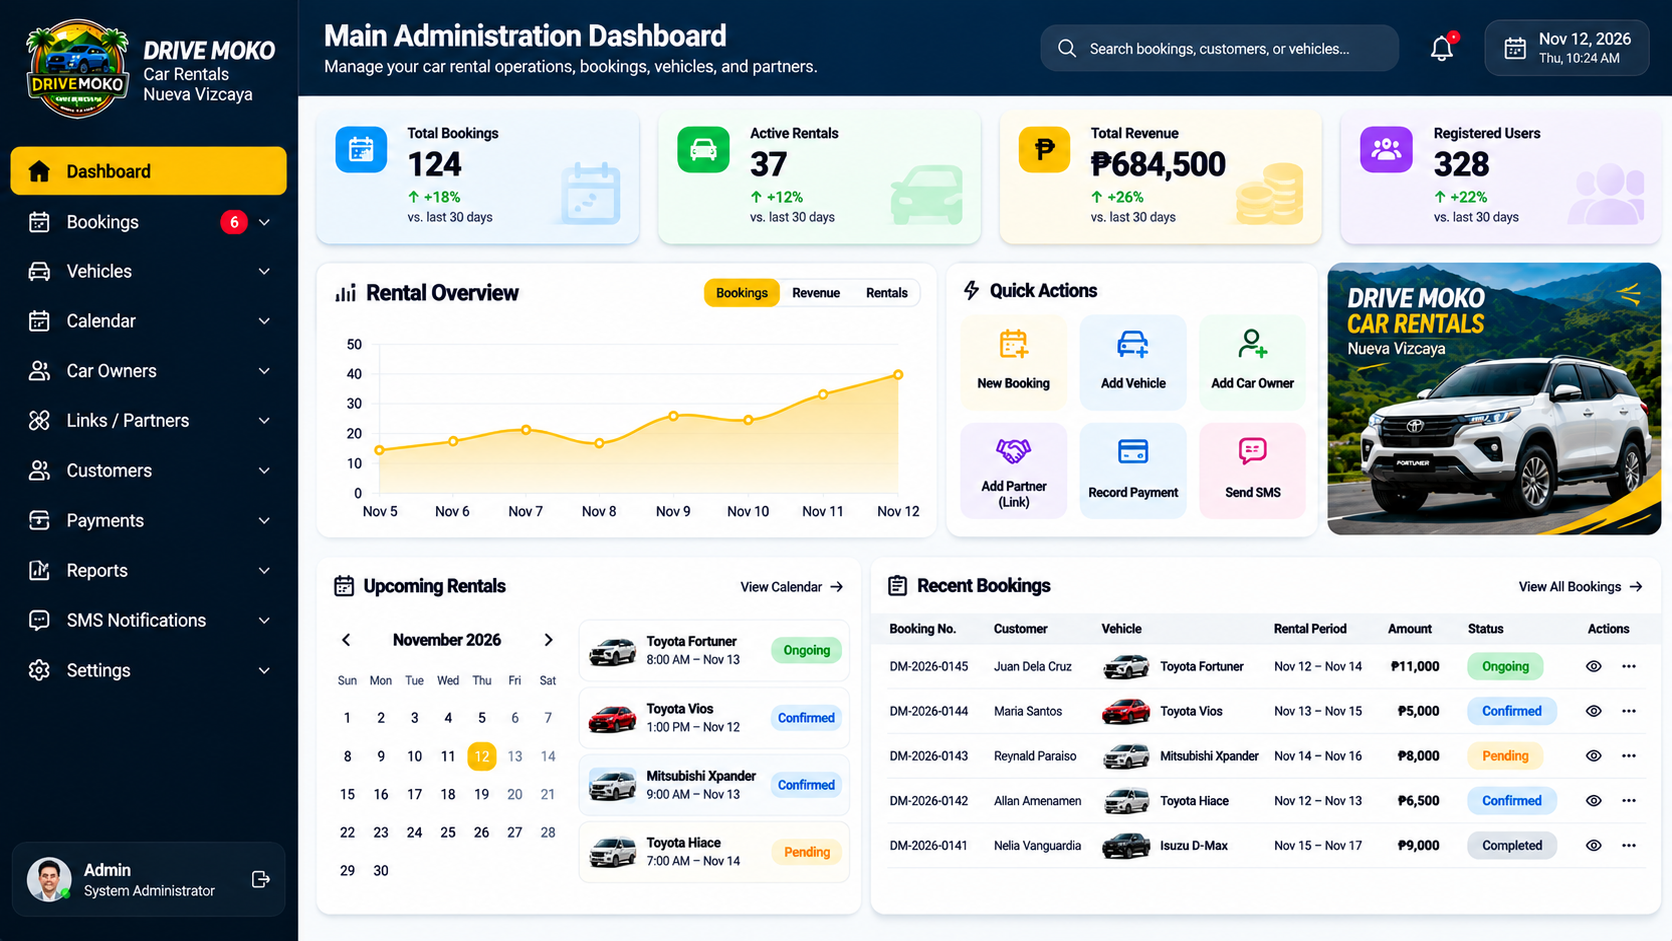 DRIVEMOKO
DRIVE MOKO
Car Rentals
Nueva Vizcaya
Dashboard
Bookings
6
Vehicles
Calendar
Car Owners
Links / Partners
Customers
Payments
Reports
SMS Notifications
Settings
Admin
System Administrator
Main Administration Dashboard
Manage your car rental operations, bookings, vehicles, and partners.
Search bookings, customers, or vehicles...
Nov 12, 2026
Thu, 10:24 AM
Total Bookings
124
↑ +18%
vs. last 30 days
Active Rentals
37
↑ +12%
vs. last 30 days
₱
Total Revenue
₱684,500
↑ +26%
vs. last 30 days
Registered Users
328
↑ +22%
vs. last 30 days
Rental Overview
Bookings Revenue Rentals
50
40
30
20
10
0
Nov 5 Nov 6 Nov 7 Nov 8 Nov 9 Nov 10 Nov 11 Nov 12
Quick Actions
New Booking
Add Vehicle
Add Car Owner
Add Partner
(Link)
Record Payment
Send SMS
DRIVE MOKO
CAR RENTALS
Nueva Vizcaya
FORTUNER
Upcoming Rentals
View Calendar →
November 2026
Sun Mon Tue Wed Thu Fri Sat
1 2 3 4 5 6 7
8 9 10 11 12 13 14
15 16 17 18 19 20 21
22 23 24 25 26 27 28
29 30
Toyota Fortuner
8:00 AM – Nov 13
Ongoing
Toyota Vios
1:00 PM – Nov 12
Confirmed
Mitsubishi Xpander
9:00 AM – Nov 13
Confirmed
Toyota Hiace
7:00 AM – Nov 14
Pending
Recent Bookings
View All Bookings →
Booking No. Customer Vehicle Rental Period Amount Status Actions
DM-2026-0145 Juan Dela Cruz Toyota Fortuner Nov 12 – Nov 14 ₱11,000 Ongoing
DM-2026-0144 Maria Santos Toyota Vios Nov 13 – Nov 15 ₱5,000 Confirmed
DM-2026-0143 Reynald Paraiso Mitsubishi Xpander Nov 14 – Nov 16 ₱8,000 Pending
DM-2026-0142 Allan Amenamen Toyota Hiace Nov 12 – Nov 13 ₱6,500 Confirmed
DM-2026-0141 Nelia Vanguardia Isuzu D-Max Nov 15 – Nov 17 ₱9,000 Completed